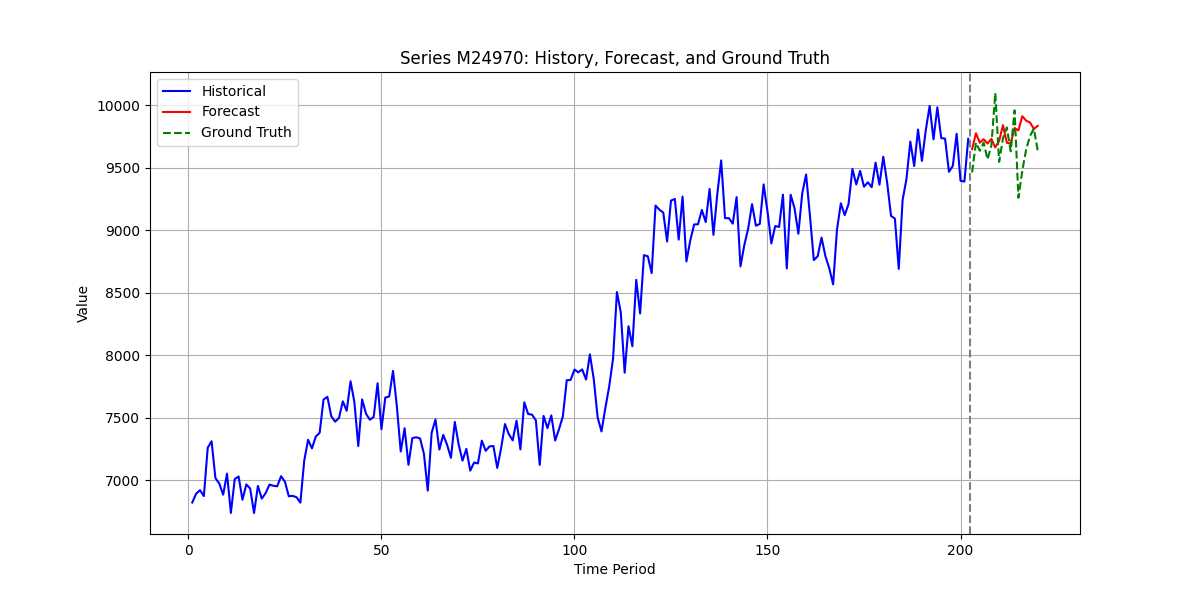 Series M24970: History, Forecast, and Ground Truth
Historical
Forecast
Ground Truth
10000
9500
9000
8500
8000
7500
7000
Value
0 50 100 150 200
Time Period